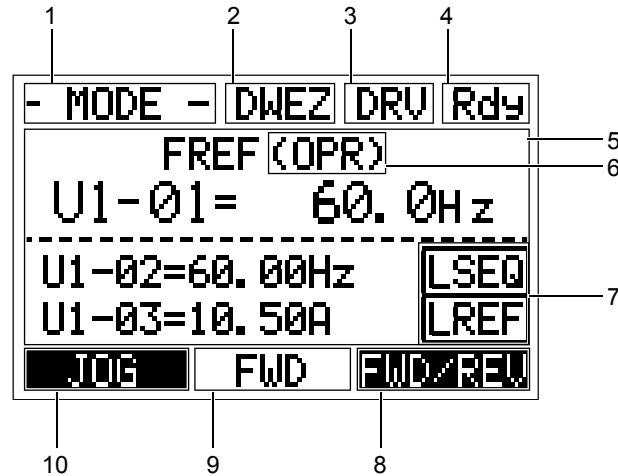 1 2 3 4
- MODE - DWEZ DRV Rdy
5
FREF (OPR)
6
U1-01= 60.0Hz
U1-02=60.00Hz LSEQ
7
U1-03=10.50A LREF
JOG FWD FWD/REV
10 9 8